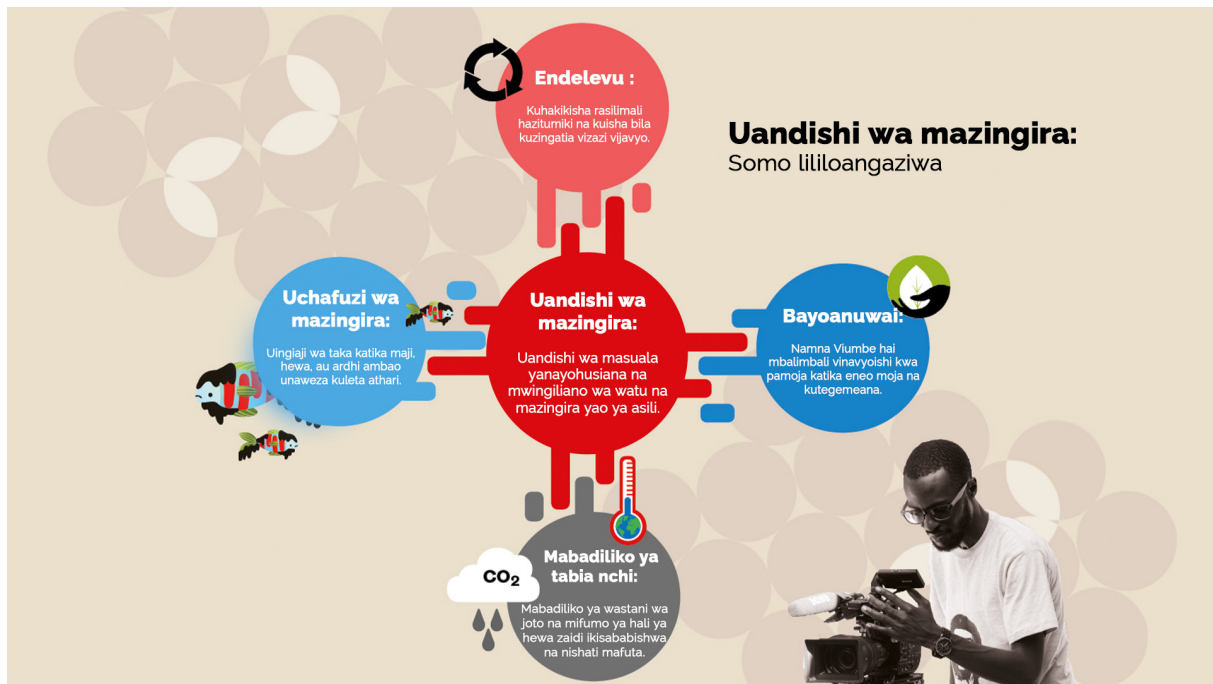 Endelevu :
Kuhakikisha rasilimali
hazitumiki na kuisha bila
kuzingatia vizazi vijavyo.
Uandishi wa mazingira:
Somo lililoangaziwa
Uchafuzi wa
mazingira:
Uingiaji wa taka katika maji,
hewa, au ardhi ambao
unaweza kuleta athari.
Uandishi wa
mazingira:
Uandishi wa masuala
yanayohusiana na
mwingiliano wa watu na
mazingira yao ya asili.
Bayoanuwai:
Namna Viumbe hai
mbalimbali vinavyoishi kwa
pamoja katika eneo moja na
kutegemeana.
CO₂
Mabadiliko ya
tabia nchi:
Mabadiliko ya wastani wa
joto na mifumo ya hali ya
hewa zaidi ikisababishwa
na nishati mafuta.